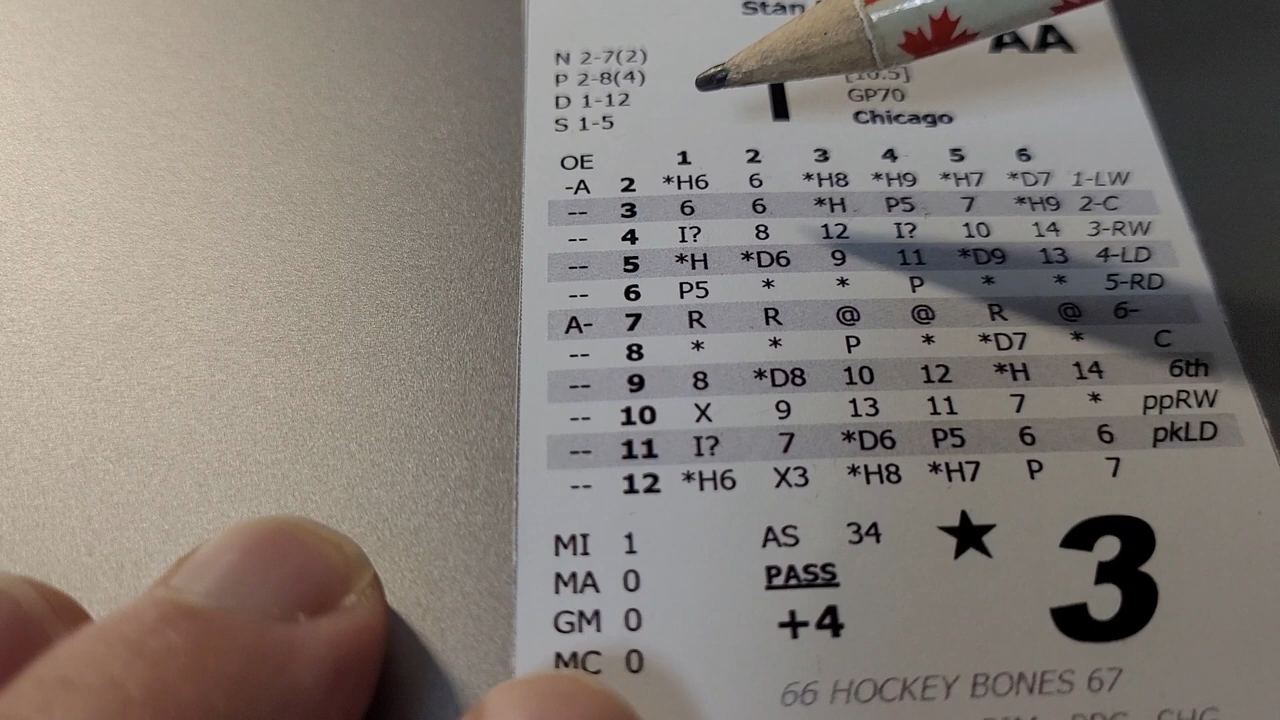 Stan
AA
N 2-7(2)
P 2-8(4) [10.5]
D 1-12 GP70
S 1-5 Chicago
OE 1 2 3 4 5 6
-A 2 *H6 6 *H8 *H9 *H7 *D7 1-LW
-- 3 6 6 *H P5 7 *H9 2-C
-- 4 I? 8 12 I? 10 14 3-RW
-- 5 *H *D6 9 11 *D9 13 4-LD
-- 6 P5 * * P * * 5-RD
A- 7 R R @ @ R @ 6-
-- 8 * * P * *D7 * C
-- 9 8 *D8 10 12 *H 14 6th
-- 10 X 9 13 11 7 * ppRW
-- 11 I? 7 *D6 P5 6 6 pkLD
-- 12 *H6 X3 *H8 *H7 P 7
MI 1 AS 34 ★ 3
MA 0 PASS
GM 0 +4
MC 0
66 HOCKEY BONES 67